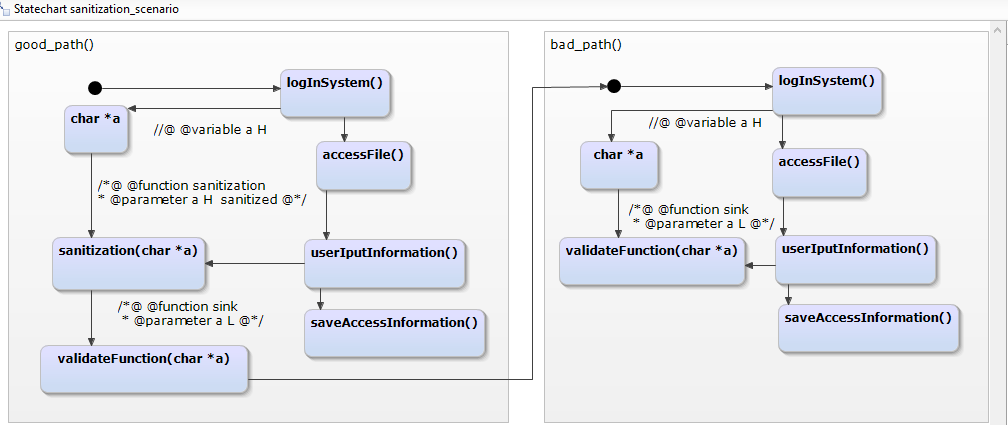 Statechart sanitization_scenario
good_path()
logInSystem()
char *a
//@ @variable a H
accessFile()
/*@ @function sanitization
* @parameter a H  sanitized @*/
sanitization(char *a)
userIputInformation()
/*@ @function sink
* @parameter a L @*/
saveAccessInformation()
validateFunction(char *a)
bad_path()
logInSystem()
//@ @variable a H
char *a
accessFile()
/*@ @function sink
* @parameter a L @*/
validateFunction(char *a)
userIputInformation()
saveAccessInformation()